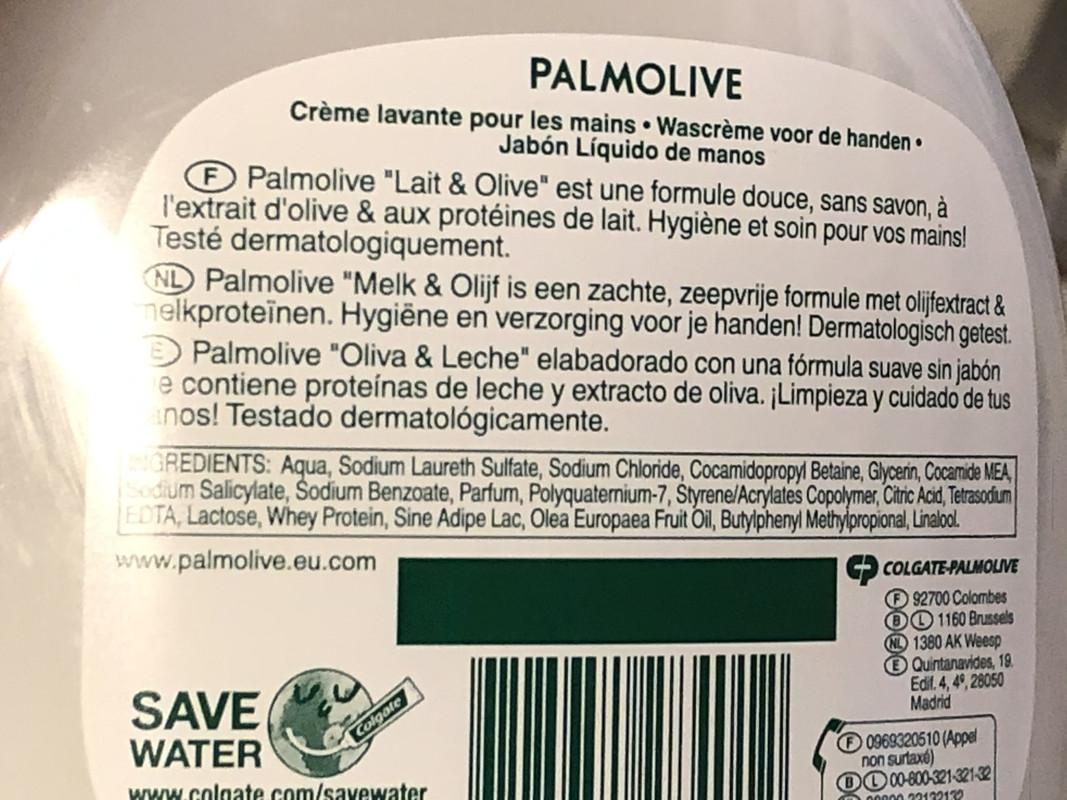 PALMOLIVE
Crème lavante pour les mains • Wascrème voor de handen •
Jabón Líquido de manos
F Palmolive "Lait & Olive" est une formule douce, sans savon, à
l'extrait d'olive & aux protéines de lait. Hygiène et soin pour vos mains!
Testé dermatologiquement.
NL Palmolive "Melk & Olijf is een zachte, zeepvrije formule met olijfextract &
melkproteïnen. Hygiëne en verzorging voor je handen! Dermatologisch getest.
E Palmolive "Oliva & Leche" elabadorado con una fórmula suave sin jabón
e contiene proteínas de leche y extracto de oliva. ¡Limpieza y cuidado de tus
anos! Testado dermatológicamente.
INGREDIENTS: Aqua, Sodium Laureth Sulfate, Sodium Chloride, Cocamidopropyl Betaine, Glycerin, Cocamide MEA,
Sodium Salicylate, Sodium Benzoate, Parfum, Polyquaternium-7, Styrene/Acrylates Copolymer, Citric Acid, Tetrasodium
EDTA, Lactose, Whey Protein, Sine Adipe Lac, Olea Europaea Fruit Oil, Butylphenyl Methylpropional, Linalool.
www.palmolive.eu.com
CP COLGATE-PALMOLIVE
F 92700 Colombes
B L 1160 Brussels
NL 1380 AK Weesp
E Quintanavides, 19.
Edif. 4, 4º, 28050
Madrid
SAVE
WATER
Colgate
www.colgate.com/savewater
F 0969320510 (Appel
non surtaxé)
B L 00-800-321-321-32